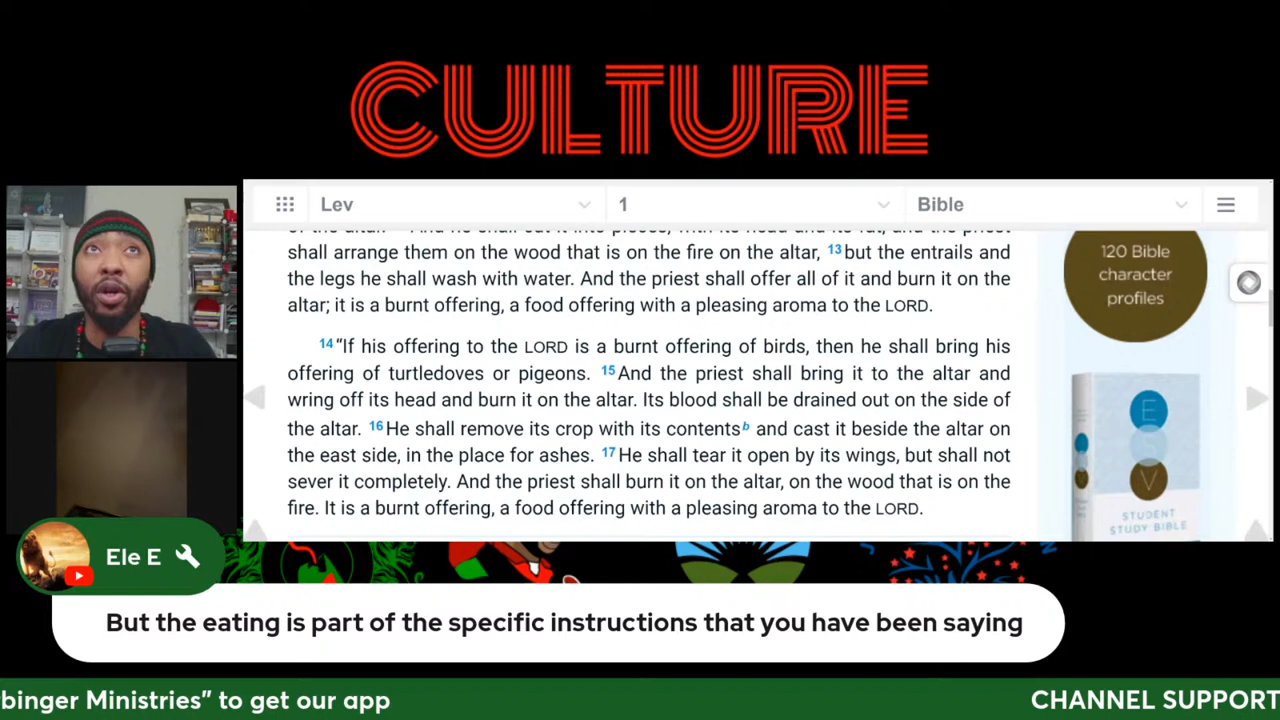 CULTURE
Lev 1 Bible
shall arrange them on the wood that is on the fire on the altar, 13 but the entrails and
the legs he shall wash with water. And the priest shall offer all of it and burn it on the
altar; it is a burnt offering, a food offering with a pleasing aroma to the LORD.
14 “If his offering to the LORD is a burnt offering of birds, then he shall bring his
offering of turtledoves or pigeons. 15 And the priest shall bring it to the altar and
wring off its head and burn it on the altar. Its blood shall be drained out on the side of
the altar. 16 He shall remove its crop with its contents b and cast it beside the altar on
the east side, in the place for ashes. 17 He shall tear it open by its wings, but shall not
sever it completely. And the priest shall burn it on the altar, on the wood that is on the
fire. It is a burnt offering, a food offering with a pleasing aroma to the LORD.
120 Bible
character
profiles
E
S
V
STUDENT
STUDY BIBLE
Ele E
But the eating is part of the specific instructions that you have been saying
binger Ministries” to get our app
CHANNEL SUPPORT